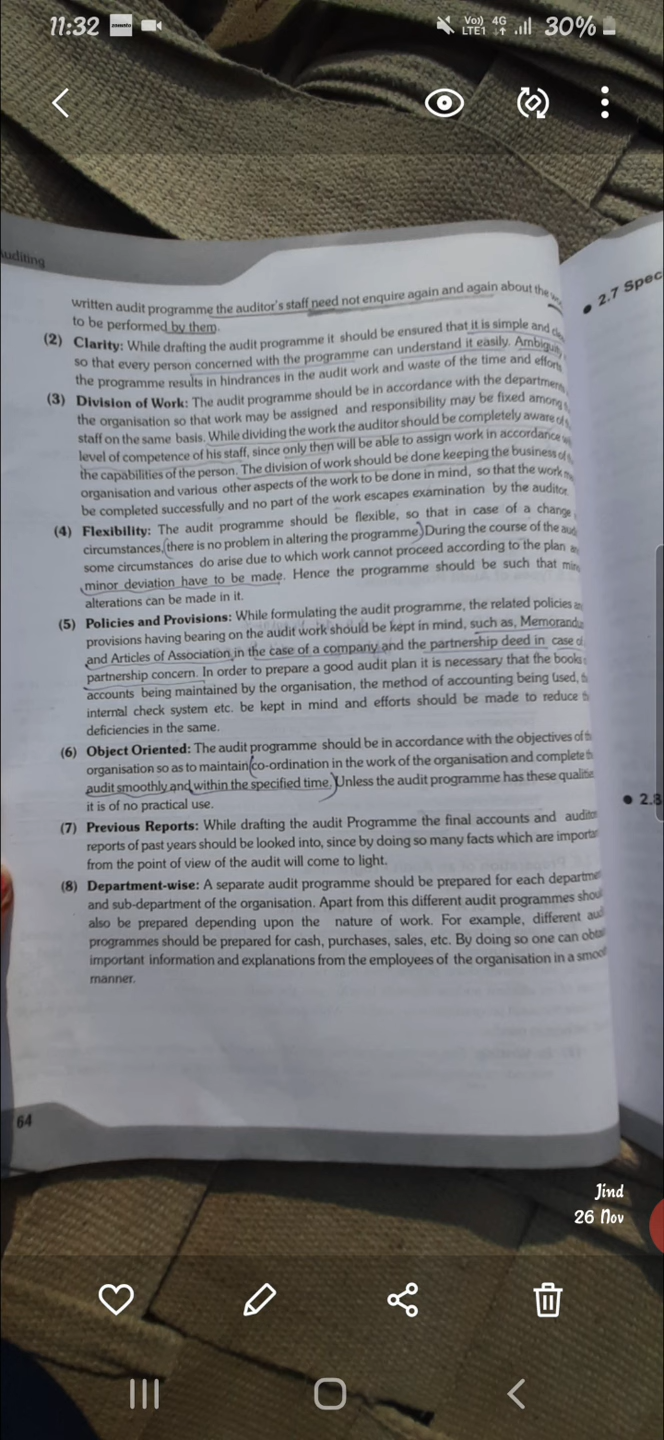 11:32
Vo))
LTE1
4G
30%
uditing
written audit programme the auditor's staff need not enquire again and again about the
to be performed by them.
(2) Clarity: While drafting the audit programme it should be ensured that it is simple and
so that every person concerned with the programme can understand it easily. Ambigui
the programme results in hindrances in the audit work and waste of the time and effort
(3) Division of Work: The audit programme should be in accordance with the departmen
the organisation so that work may be assigned and responsibility may be fixed among
staff on the same basis. While dividing the work the auditor should be completely aware of
level of competence of his staff, since only then will be able to assign work in accordance
the capabilities of the person. The division of work should be done keeping the business of
organisation and various other aspects of the work to be done in mind, so that the work
be completed successfully and no part of the work escapes examination by the auditor.
(4) Flexibility: The audit programme should be flexible, so that in case of a change
circumstances, there is no problem in altering the programme. During the course of the
some circumstances do arise due to which work cannot proceed according to the plan
minor deviation have to be made. Hence the programme should be such that
alterations can be made in it.
(5) Policies and Provisions: While formulating the audit programme, the related policies
provisions having bearing on the audit work should be kept in mind, such as, Memorand
and Articles of Association in the case of a company and the partnership deed in case
partnership concern. In order to prepare a good audit plan it is necessary that the books
accounts being maintained by the organisation, the method of accounting being used,
internal check system etc. be kept in mind and efforts should be made to reduce
deficiencies in the same.
(6) Object Oriented: The audit programme should be in accordance with the objectives of
organisation so as to maintain co-ordination in the work of the organisation and complete
audit smoothly and within the specified time. Unless the audit programme has these qualitie
it is of no practical use.
(7) Previous Reports: While drafting the audit Programme the final accounts and auditor
reports of past years should be looked into, since by doing so many facts which are importa
from the point of view of the audit will come to light.
(8) Department-wise: A separate audit programme should be prepared for each departme
and sub-department of the organisation. Apart from this different audit programmes shou
also be prepared depending upon the nature of work. For example, different aud
programmes should be prepared for cash, purchases, sales, etc. By doing so one can obta
important information and explanations from the employees of the organisation in a smoot
manner.
64
• 2.7 Spec
• 2.8
Jind
26 Nov